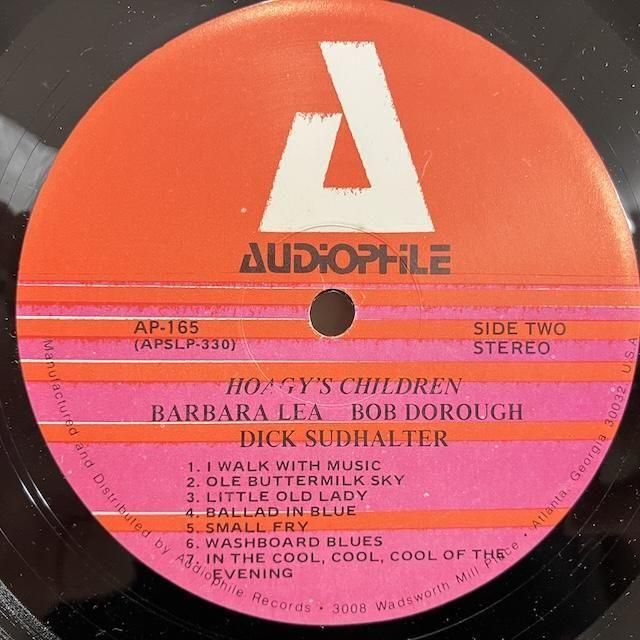 AUDIOPHILE
AP-165
(APSLP-330)
SIDE TWO
STEREO
HOAGY'S CHILDREN
BARBARA LEA BOB DOROUGH
DICK SUDHALTER
1. I WALK WITH MUSIC
2. OLE BUTTERMILK SKY
3. LITTLE OLD LADY
4. BALLAD IN BLUE
5. SMALL FRY
6. WASHBOARD BLUES
7. IN THE COOL, COOL, COOL OF THE
EVENING
Manufactured and Distributed by Audiophile Records • 3008 Wadsworth Mill Place • Atlanta, Georgia 30032, U.S.A.